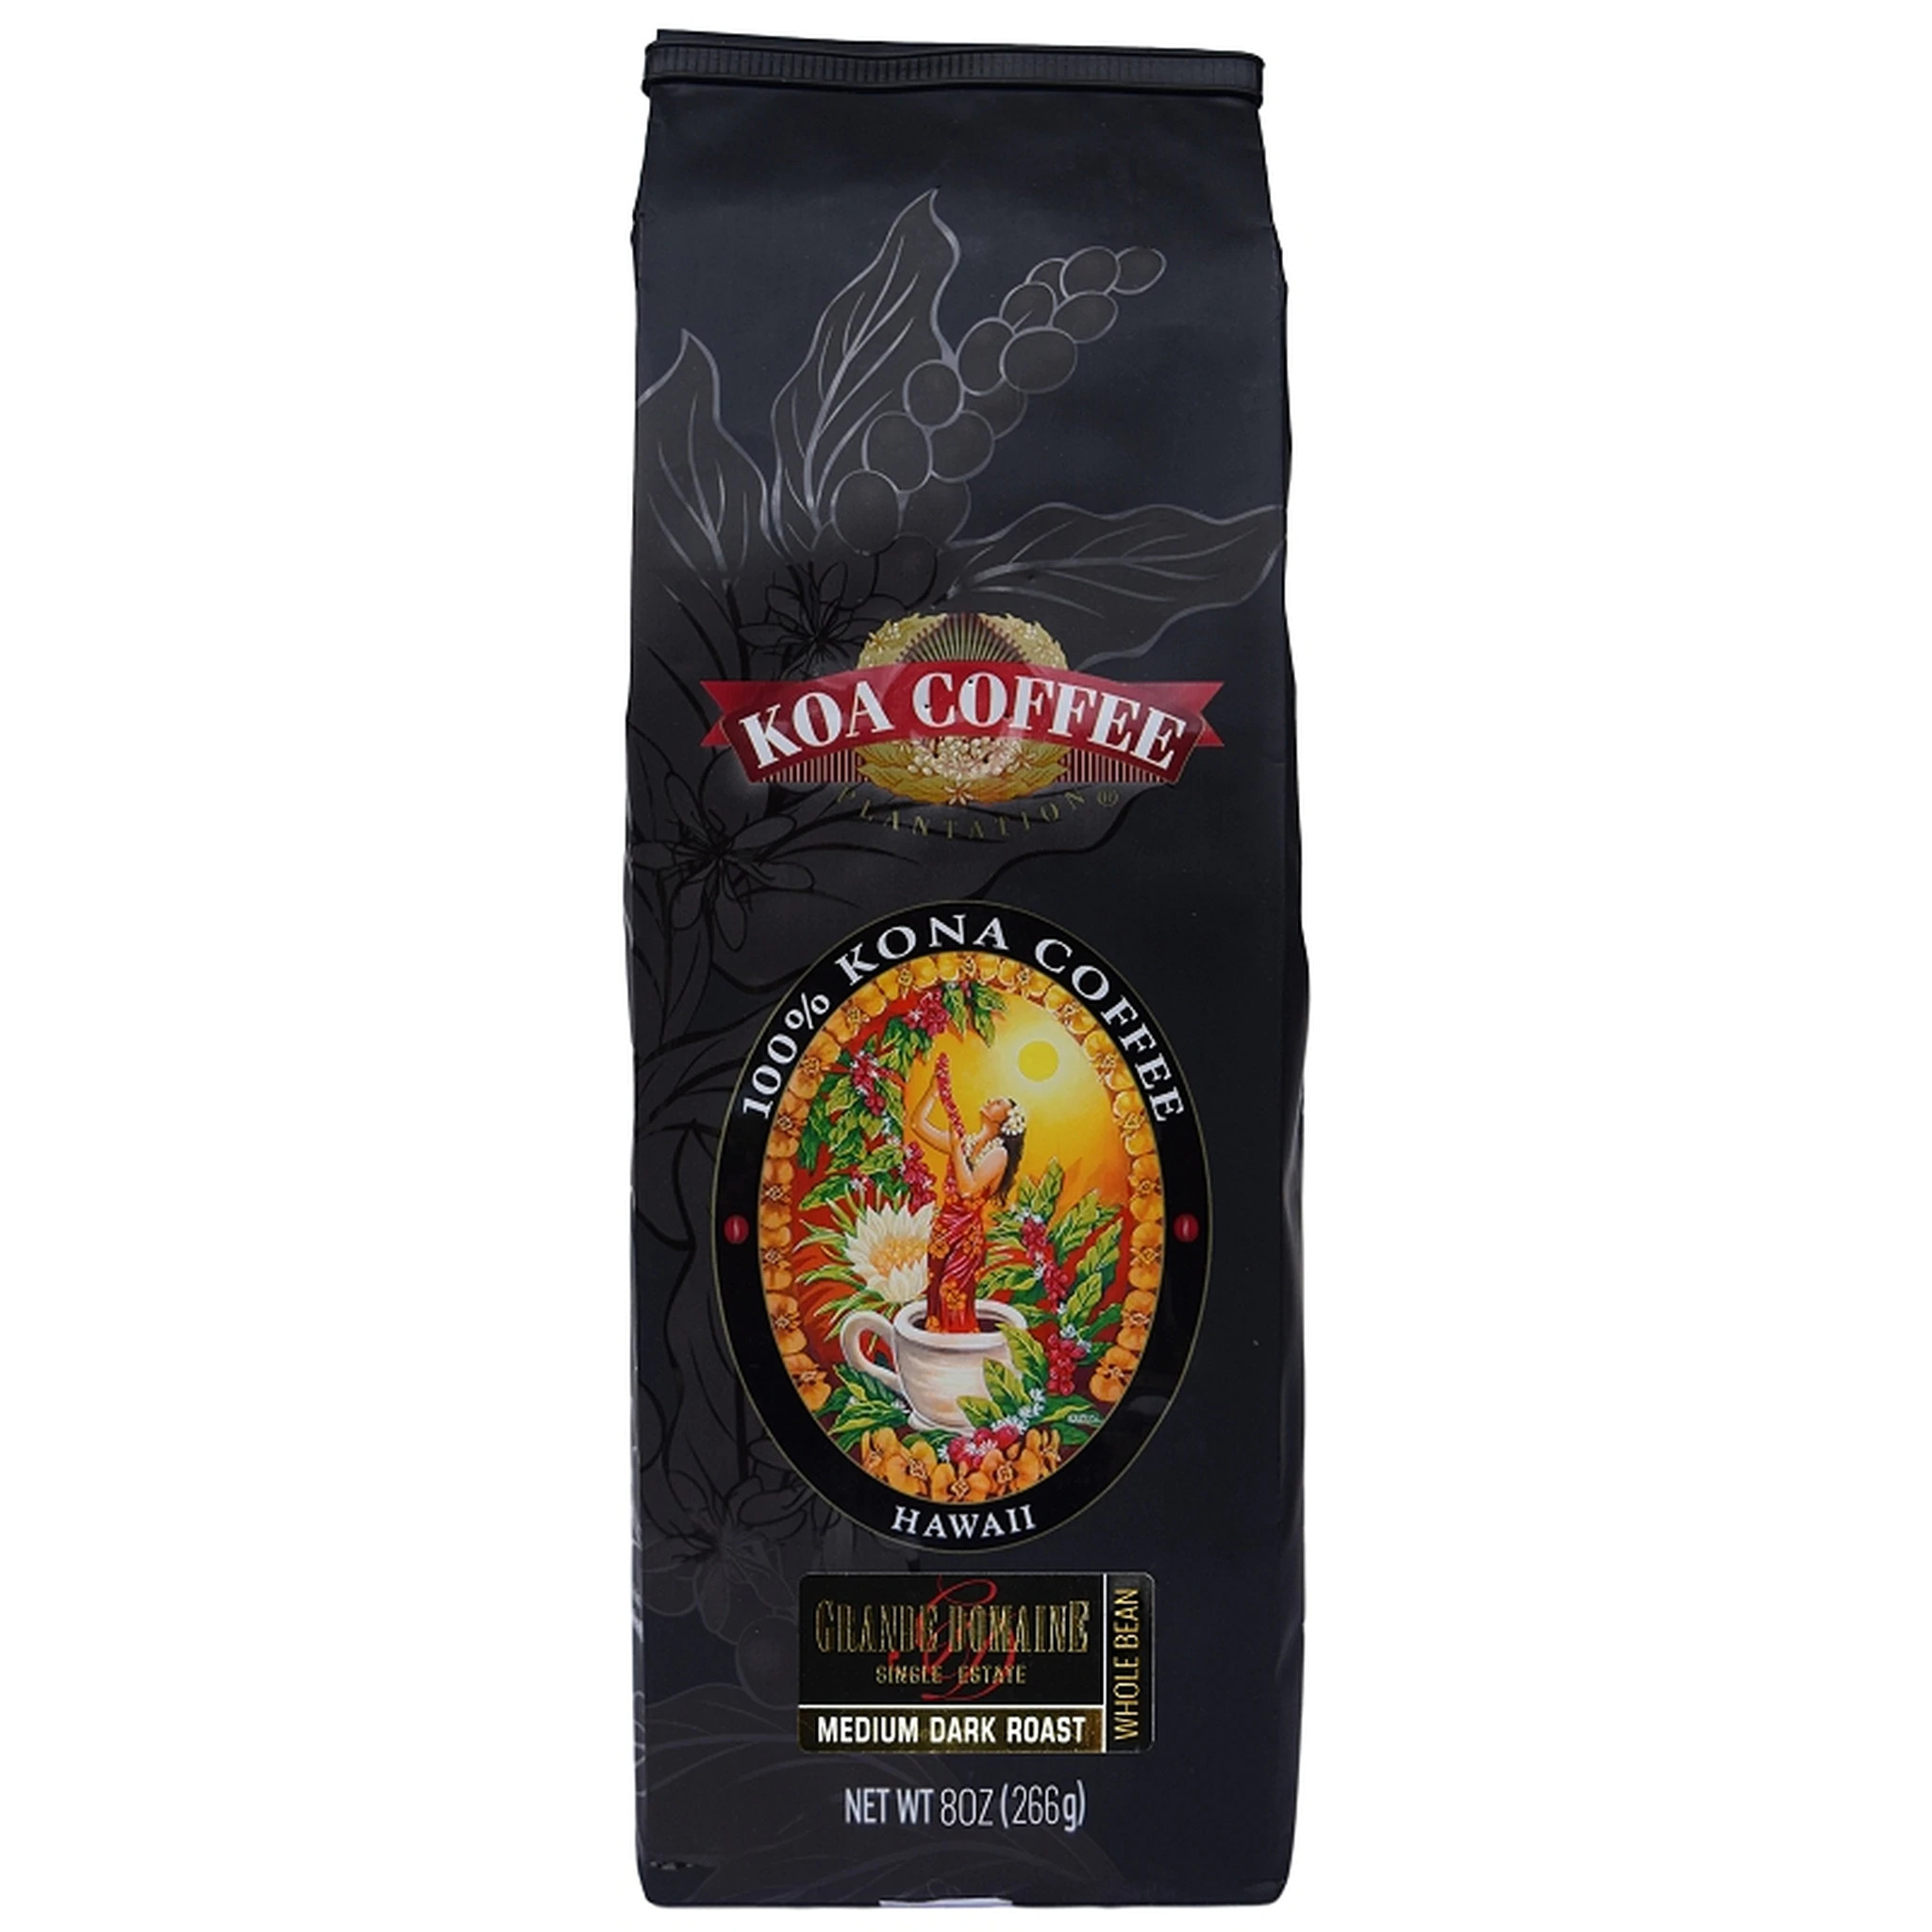 KOA COFFEE
PLANTATION®
100% KONA COFFEE
HAWAII
GRANDE DOMAINE
SINGLE ESTATE
MEDIUM DARK ROAST
WHOLE BEAN
NET WT 8OZ (266g)